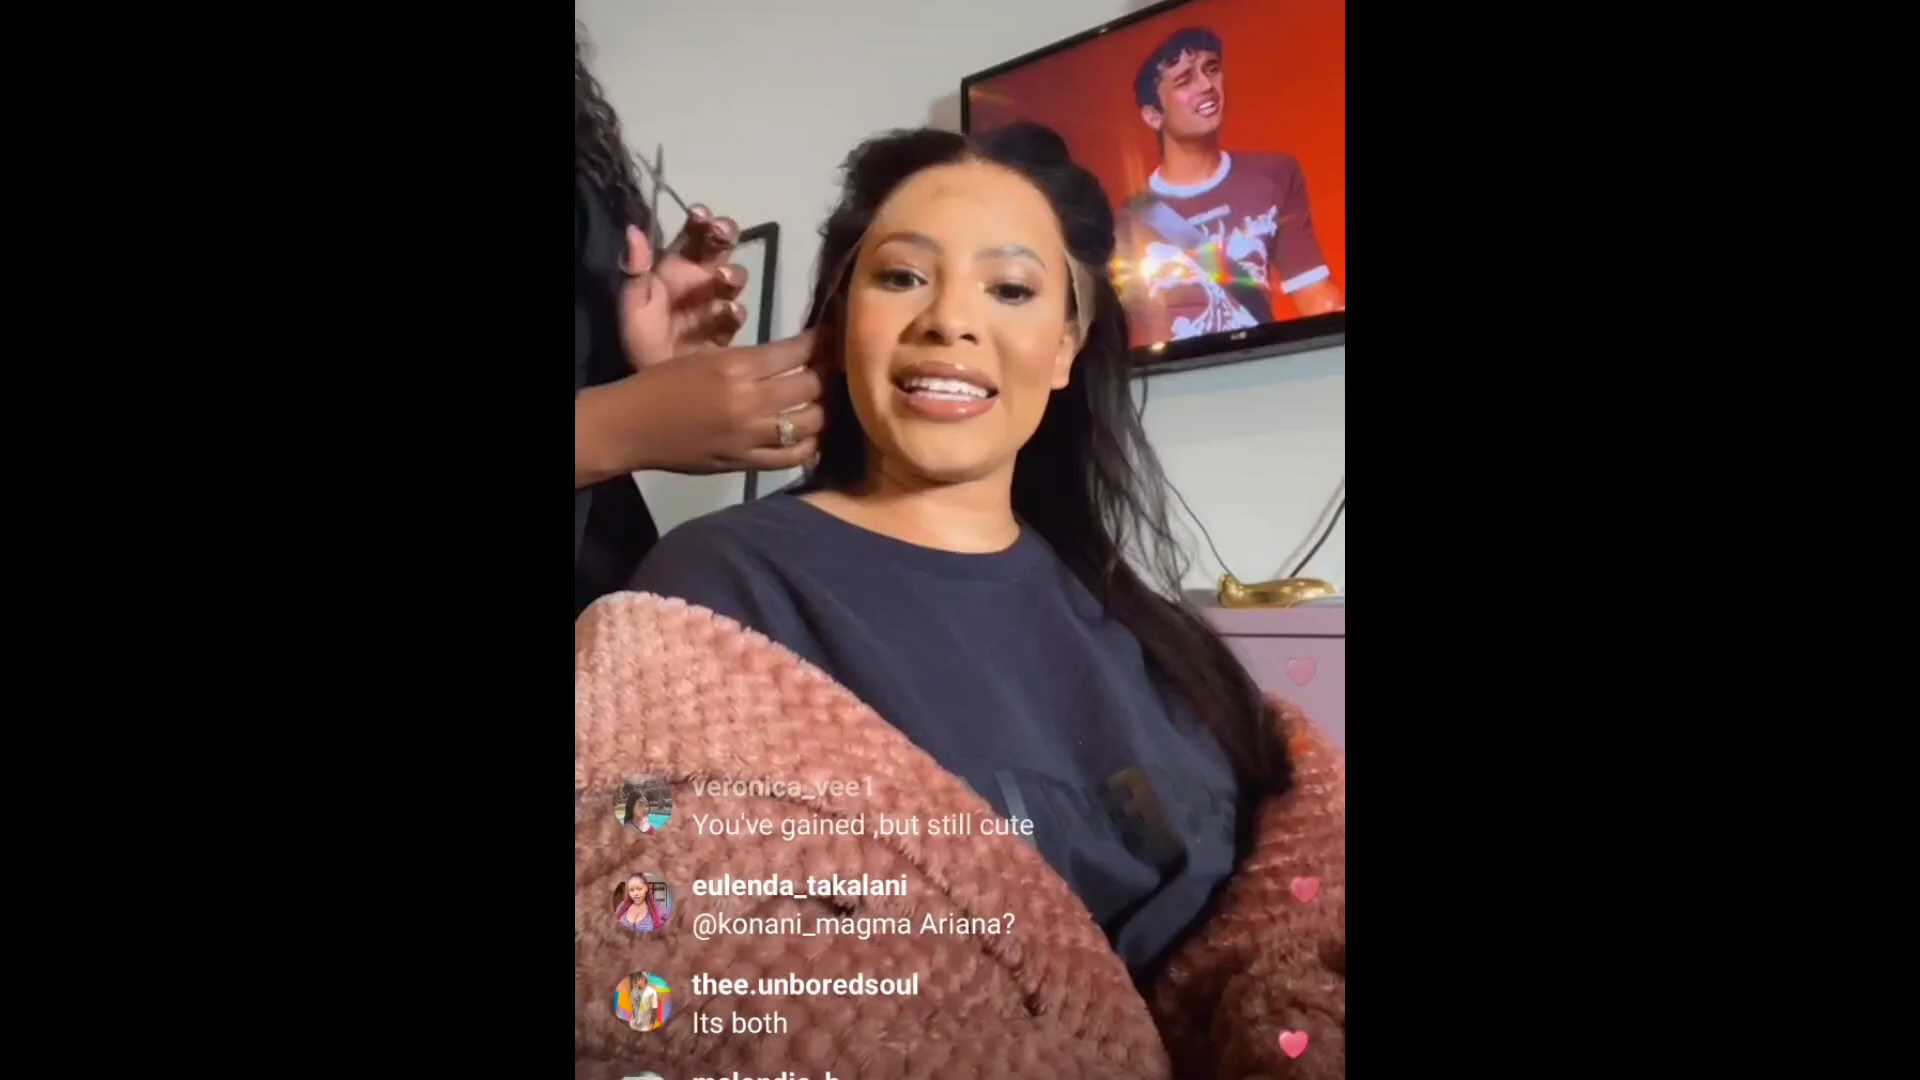 veronica_vee1
You've gained ,but still cute
eulenda_takalani
@konani_magma Ariana?
thee.unboredsoul
Its both